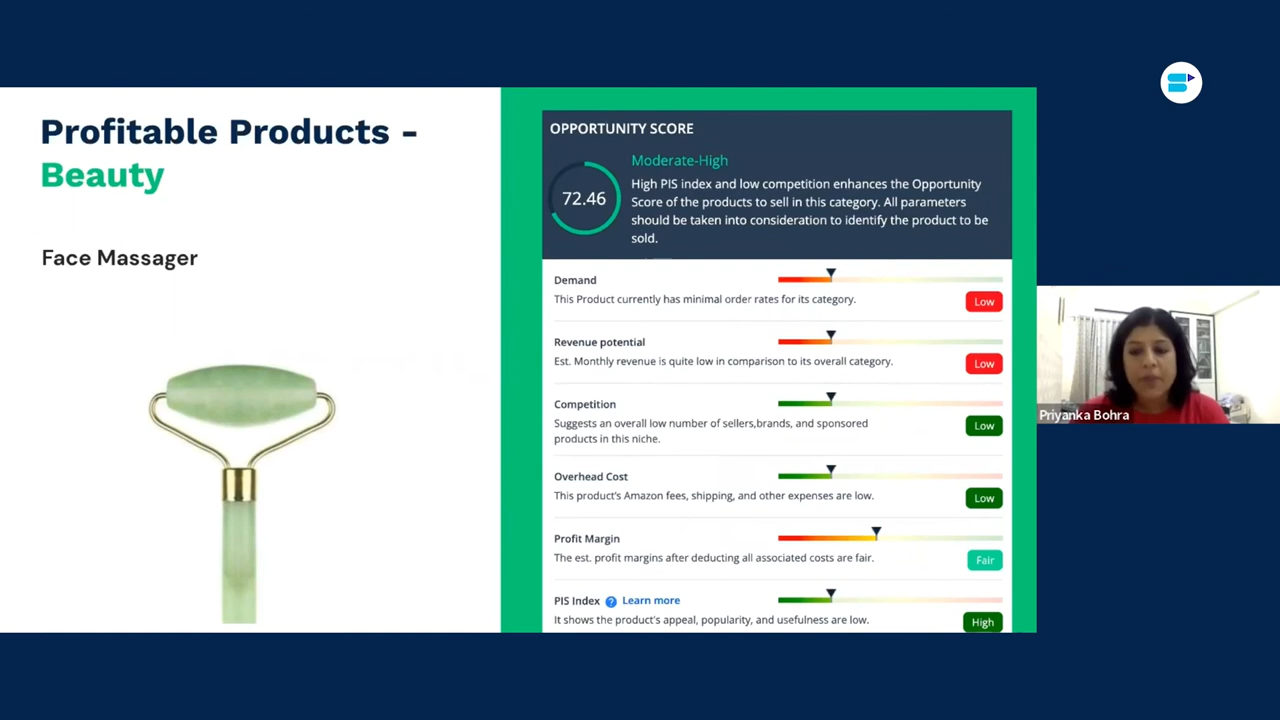 Profitable Products -
Beauty
Face Massager
OPPORTUNITY SCORE
72.46
Moderate-High
High PIS index and low competition enhances the Opportunity
Score of the products to sell in this category. All parameters
should be taken into consideration to identify the product to be
sold.
Demand
This Product currently has minimal order rates for its category.
Low
Revenue potential
Est. Monthly revenue is quite low in comparison to its overall category.
Low
Competition
Suggests an overall low number of sellers,brands, and sponsored
products in this niche.
Low
Overhead Cost
This product's Amazon fees, shipping, and other expenses are low.
Low
Profit Margin
The est. profit margins after deducting all associated costs are fair.
Fair
PIS Index ? Learn more
It shows the product's appeal, popularity, and usefulness are low.
High
Priyanka Bohra